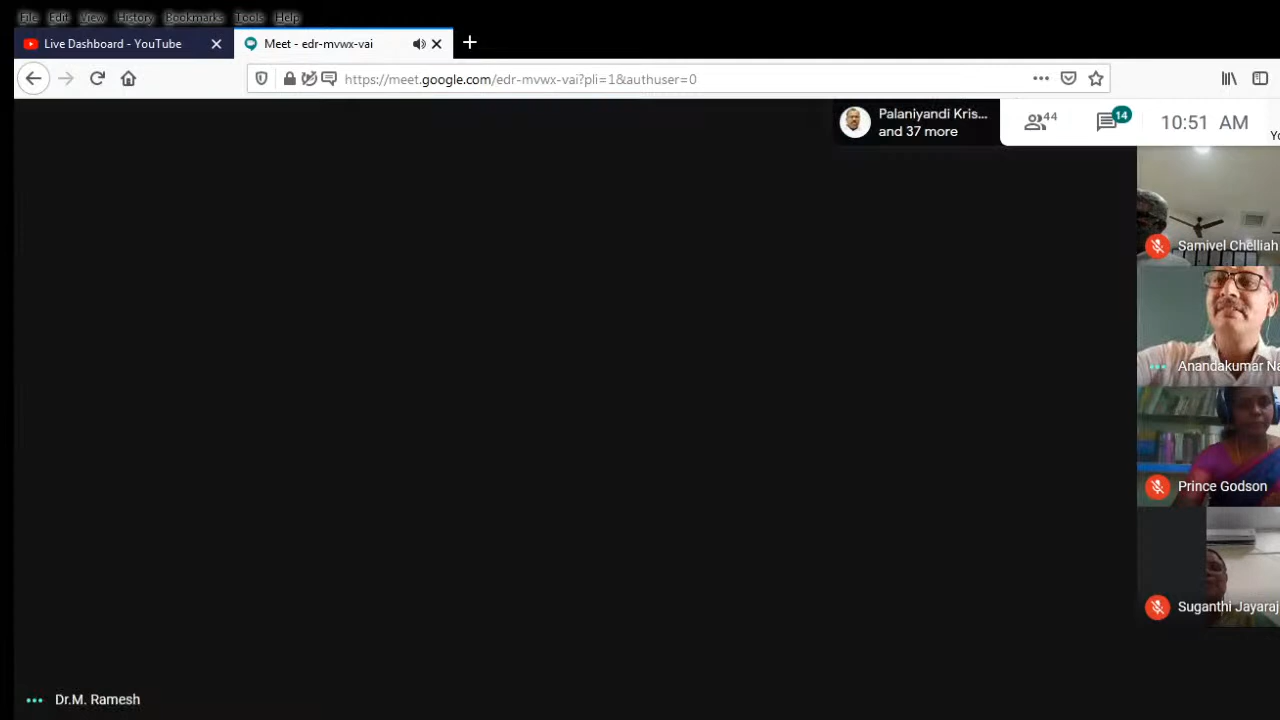 File Edit View History Bookmarks Tools Help
Live Dashboard - YouTube
Meet - edr-mvwx-vai
https://meet.google.com/edr-mvwx-vai?pli=1&authuser=0
Palaniyandi Kris...
and 37 more
44
14
10:51 AM
Yo
Samivel Chelliah
Anandakumar Na
Prince Godson
Suganthi Jayaraj
Dr.M. Ramesh